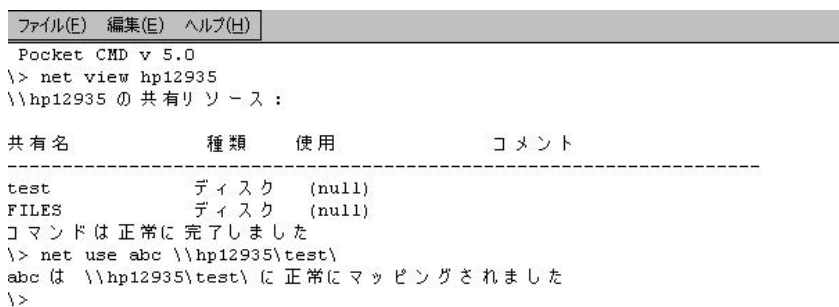 ファイル(F) 編集(E) ヘルプ(H)
Pocket CMD v 5.0
\> net view hp12935
\\hp12935 の共有リソース:
共有名 種類 使用 コメント
--------------------------------------------------------------------------------
test ディスク (null)
FILES ディスク (null)
コマンドは正常に完了しました
\> net use abc \\hp12935\test\
abc は \\hp12935\test\ に正常にマッピングされました
\>